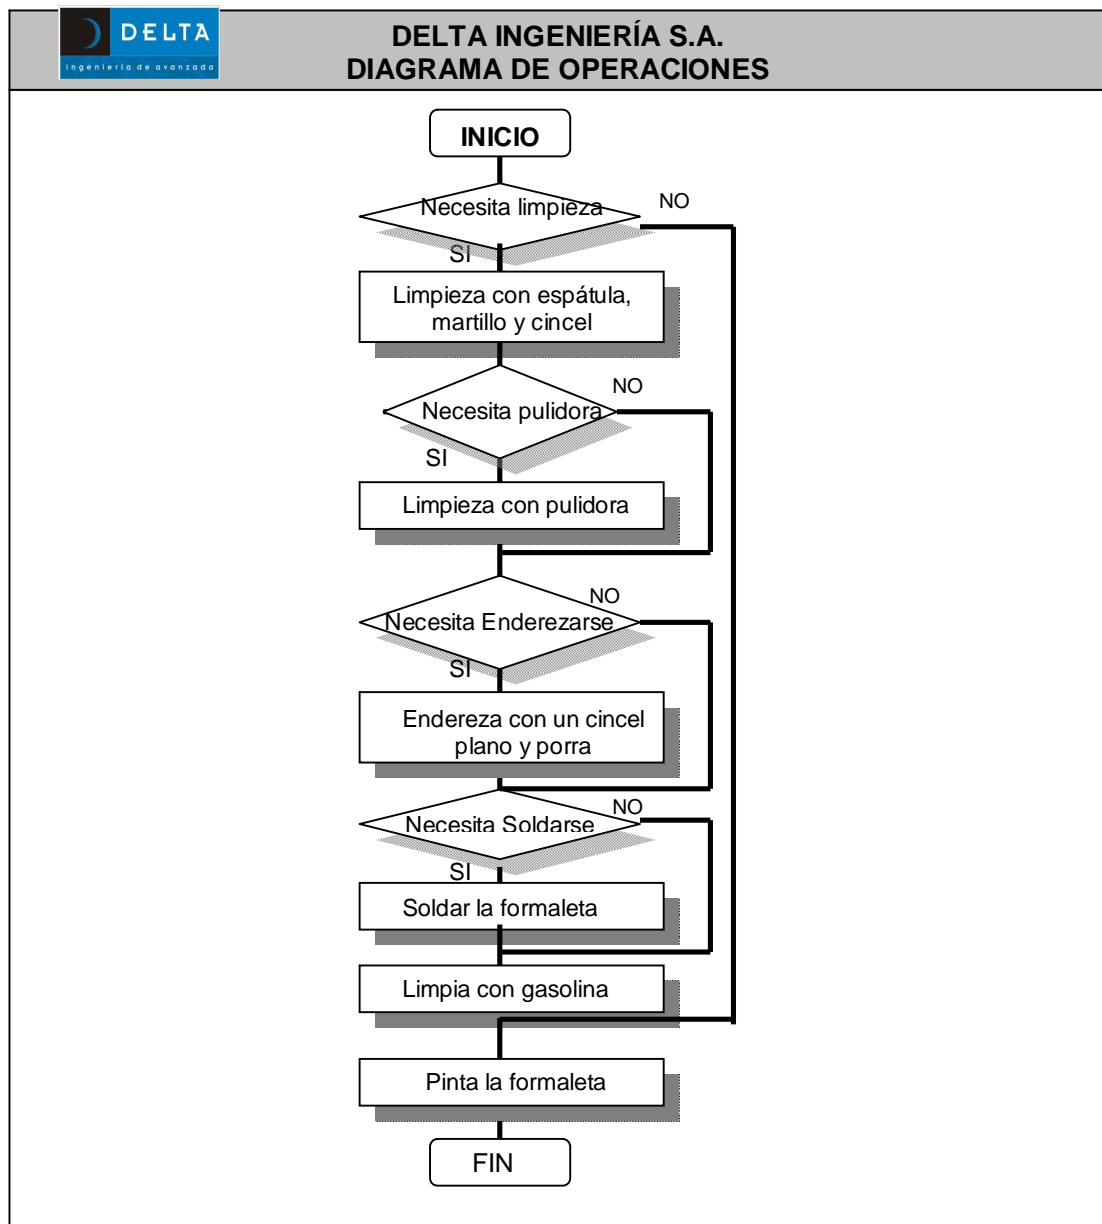 DELTA
ingeniería de avanzada
DELTA INGENIERÍA S.A.
DIAGRAMA DE OPERACIONES
INICIO
Necesita limpieza
NO
SI
Limpieza con espátula,
martillo y cincel
NO
Necesita pulidora
SI
Limpieza con pulidora
NO
Necesita Enderezarse
SI
Endereza con un cincel
plano y porra
NO
Necesita Soldarse
SI
Soldar la formaleta
Limpia con gasolina
Pinta la formaleta
FIN